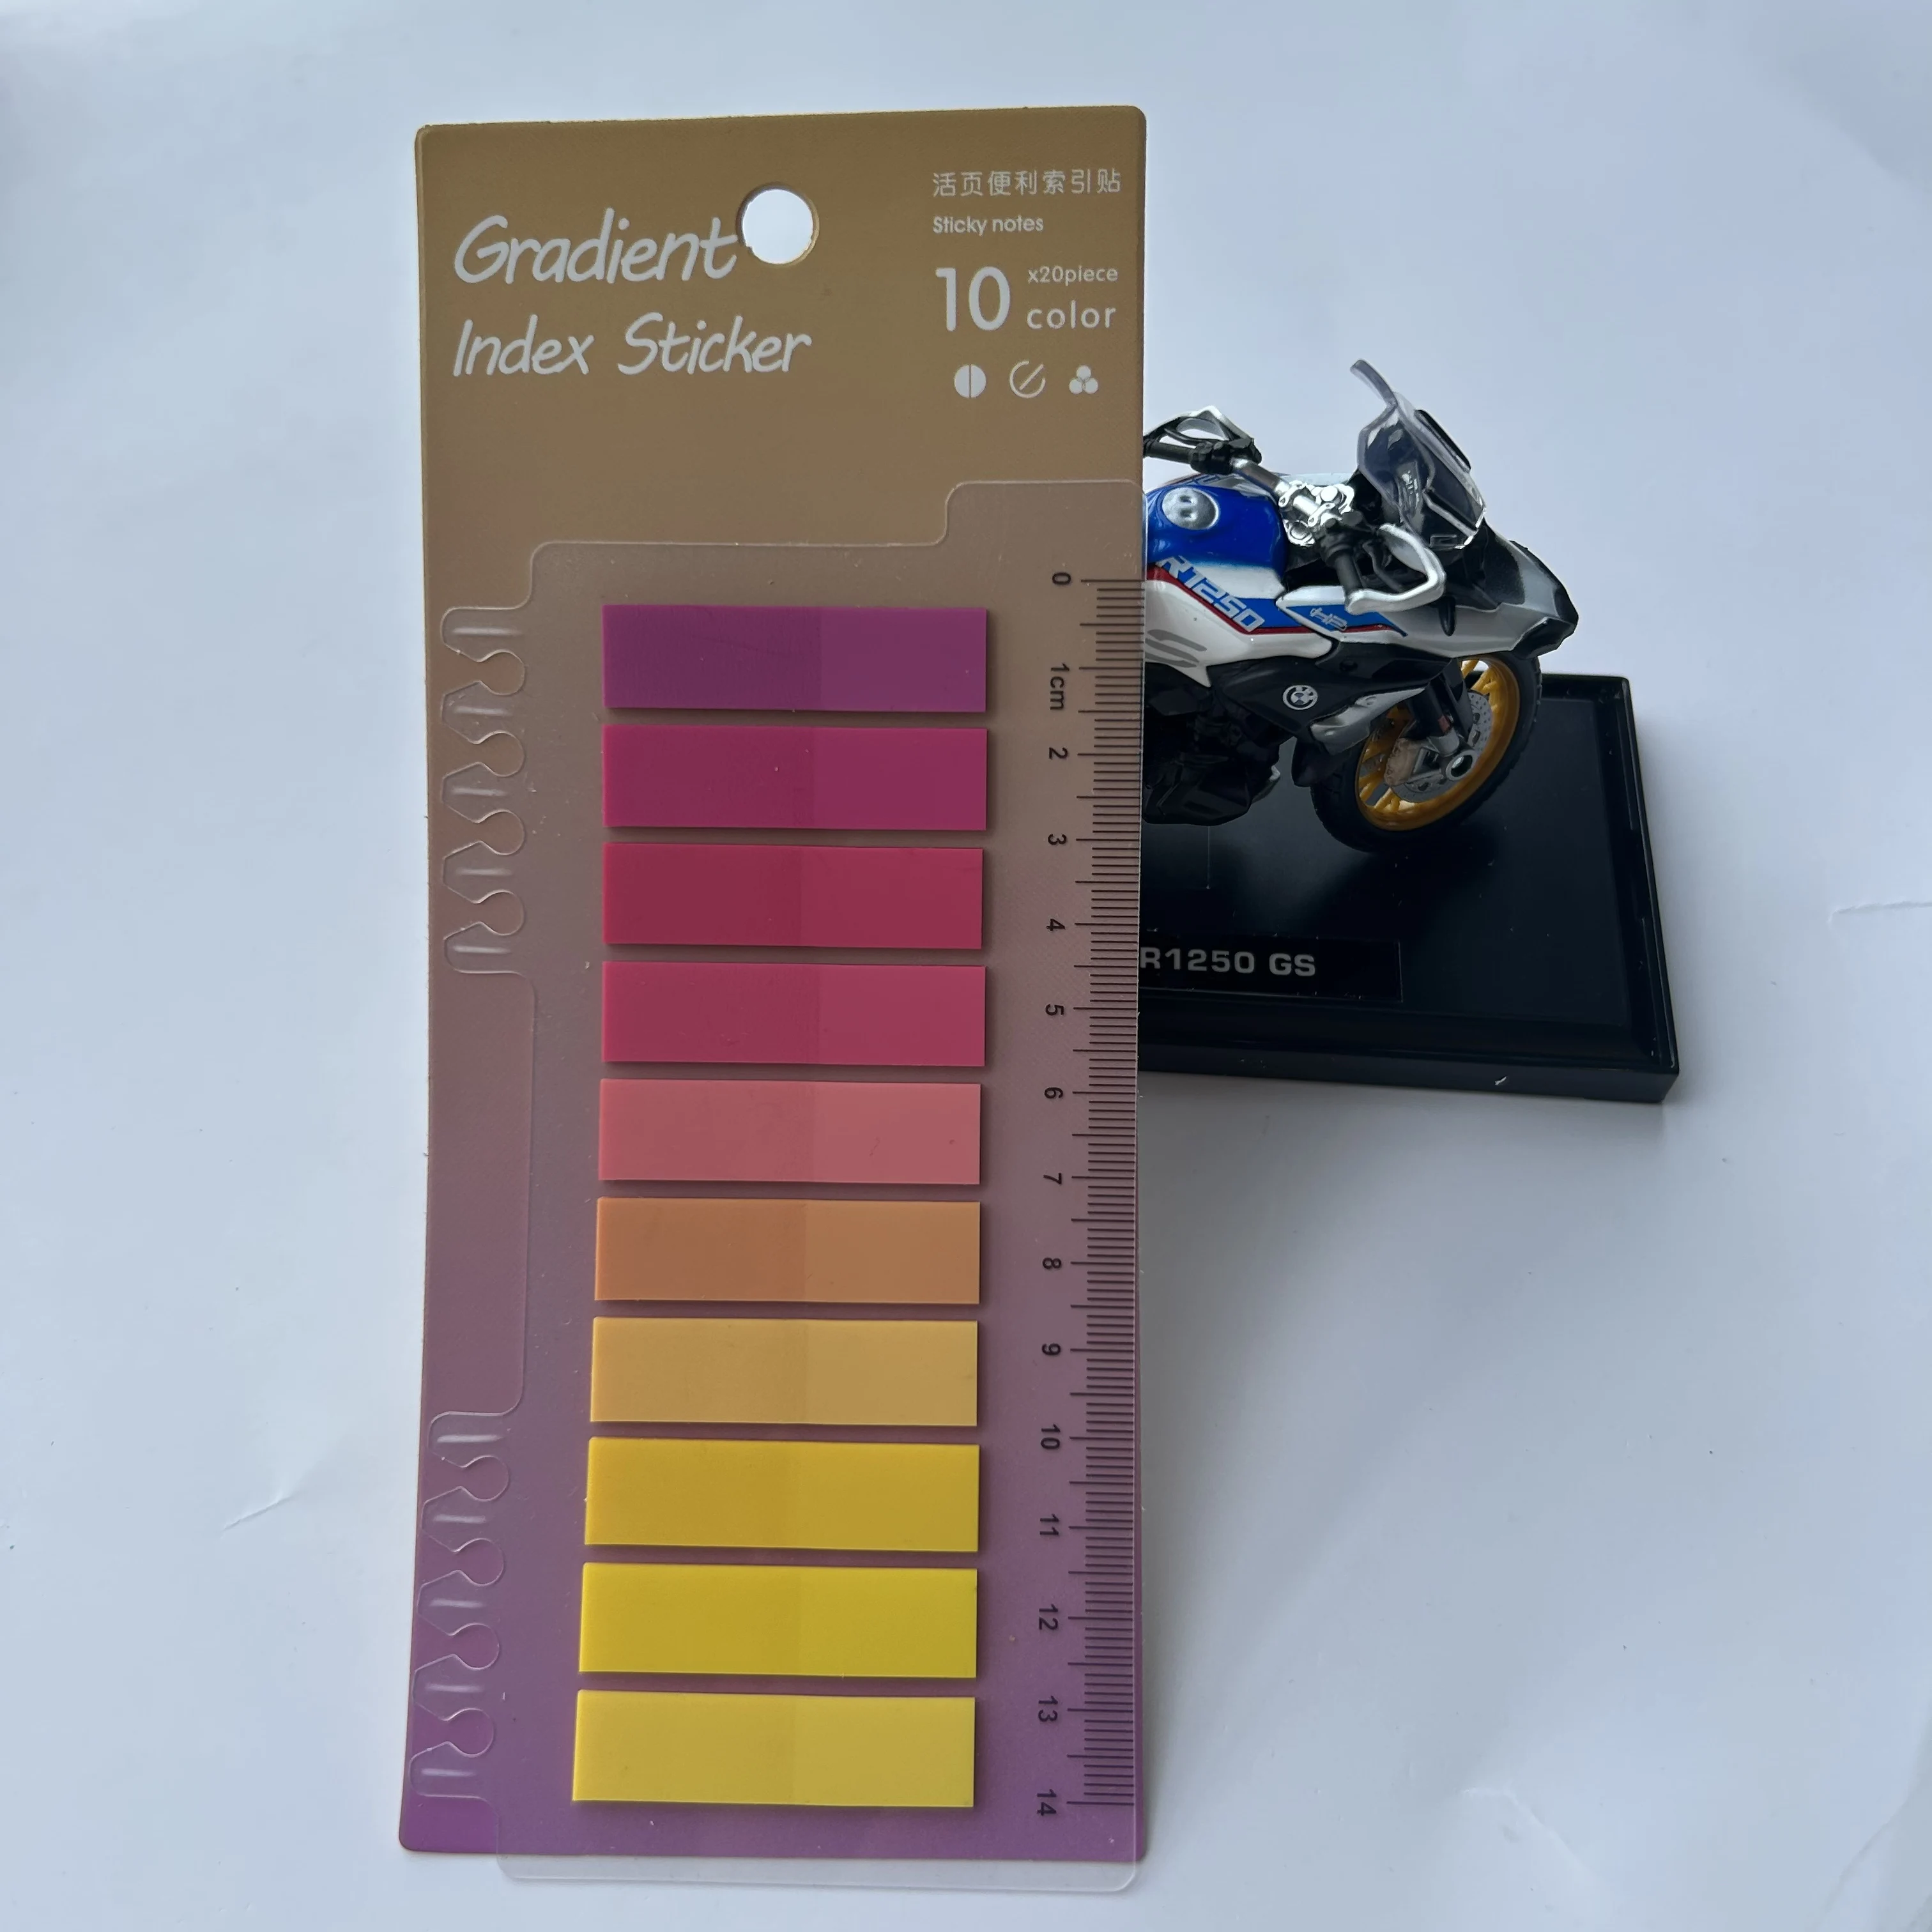 Gradient
Index Sticker
活页便利索引贴
Sticky notes
10 x20piece
color
0
1cm
2
3
4
5
6
7
8
9
10
11
12
13
14
R1250
HP
S
R1250 GS